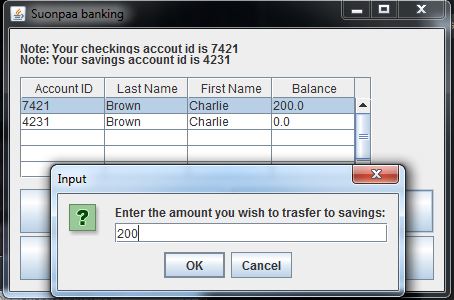 Suonpaa banking
Note: Your checkings accout id is 7421
Note: Your savings account id is 4231
Account ID Last Name First Name Balance
7421 Brown Charlie 200.0
4231 Brown Charlie 0.0
Input
?
Enter the amount you wish to trasfer to savings:
200
OK Cancel